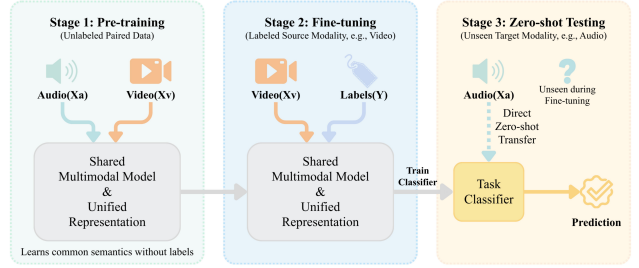 Stage 1: Pre-training
(Unlabeled Paired Data)
Audio(Xa)
Video(Xv)
Shared
Multimodal Model
&
Unified
Representation
Learns common semantics without labels
Stage 2: Fine-tuning
(Labeled Source Modality, e.g., Video)
Video(Xv)
Labels(Y)
Shared
Multimodal Model
&
Unified
Representation
Train
Classifier
Stage 3: Zero-shot Testing
(Unseen Target Modality, e.g., Audio)
Audio(Xa)
?
Unseen during
Fine-tuning
Direct
Zero-shot
Transfer
Task
Classifier
Prediction